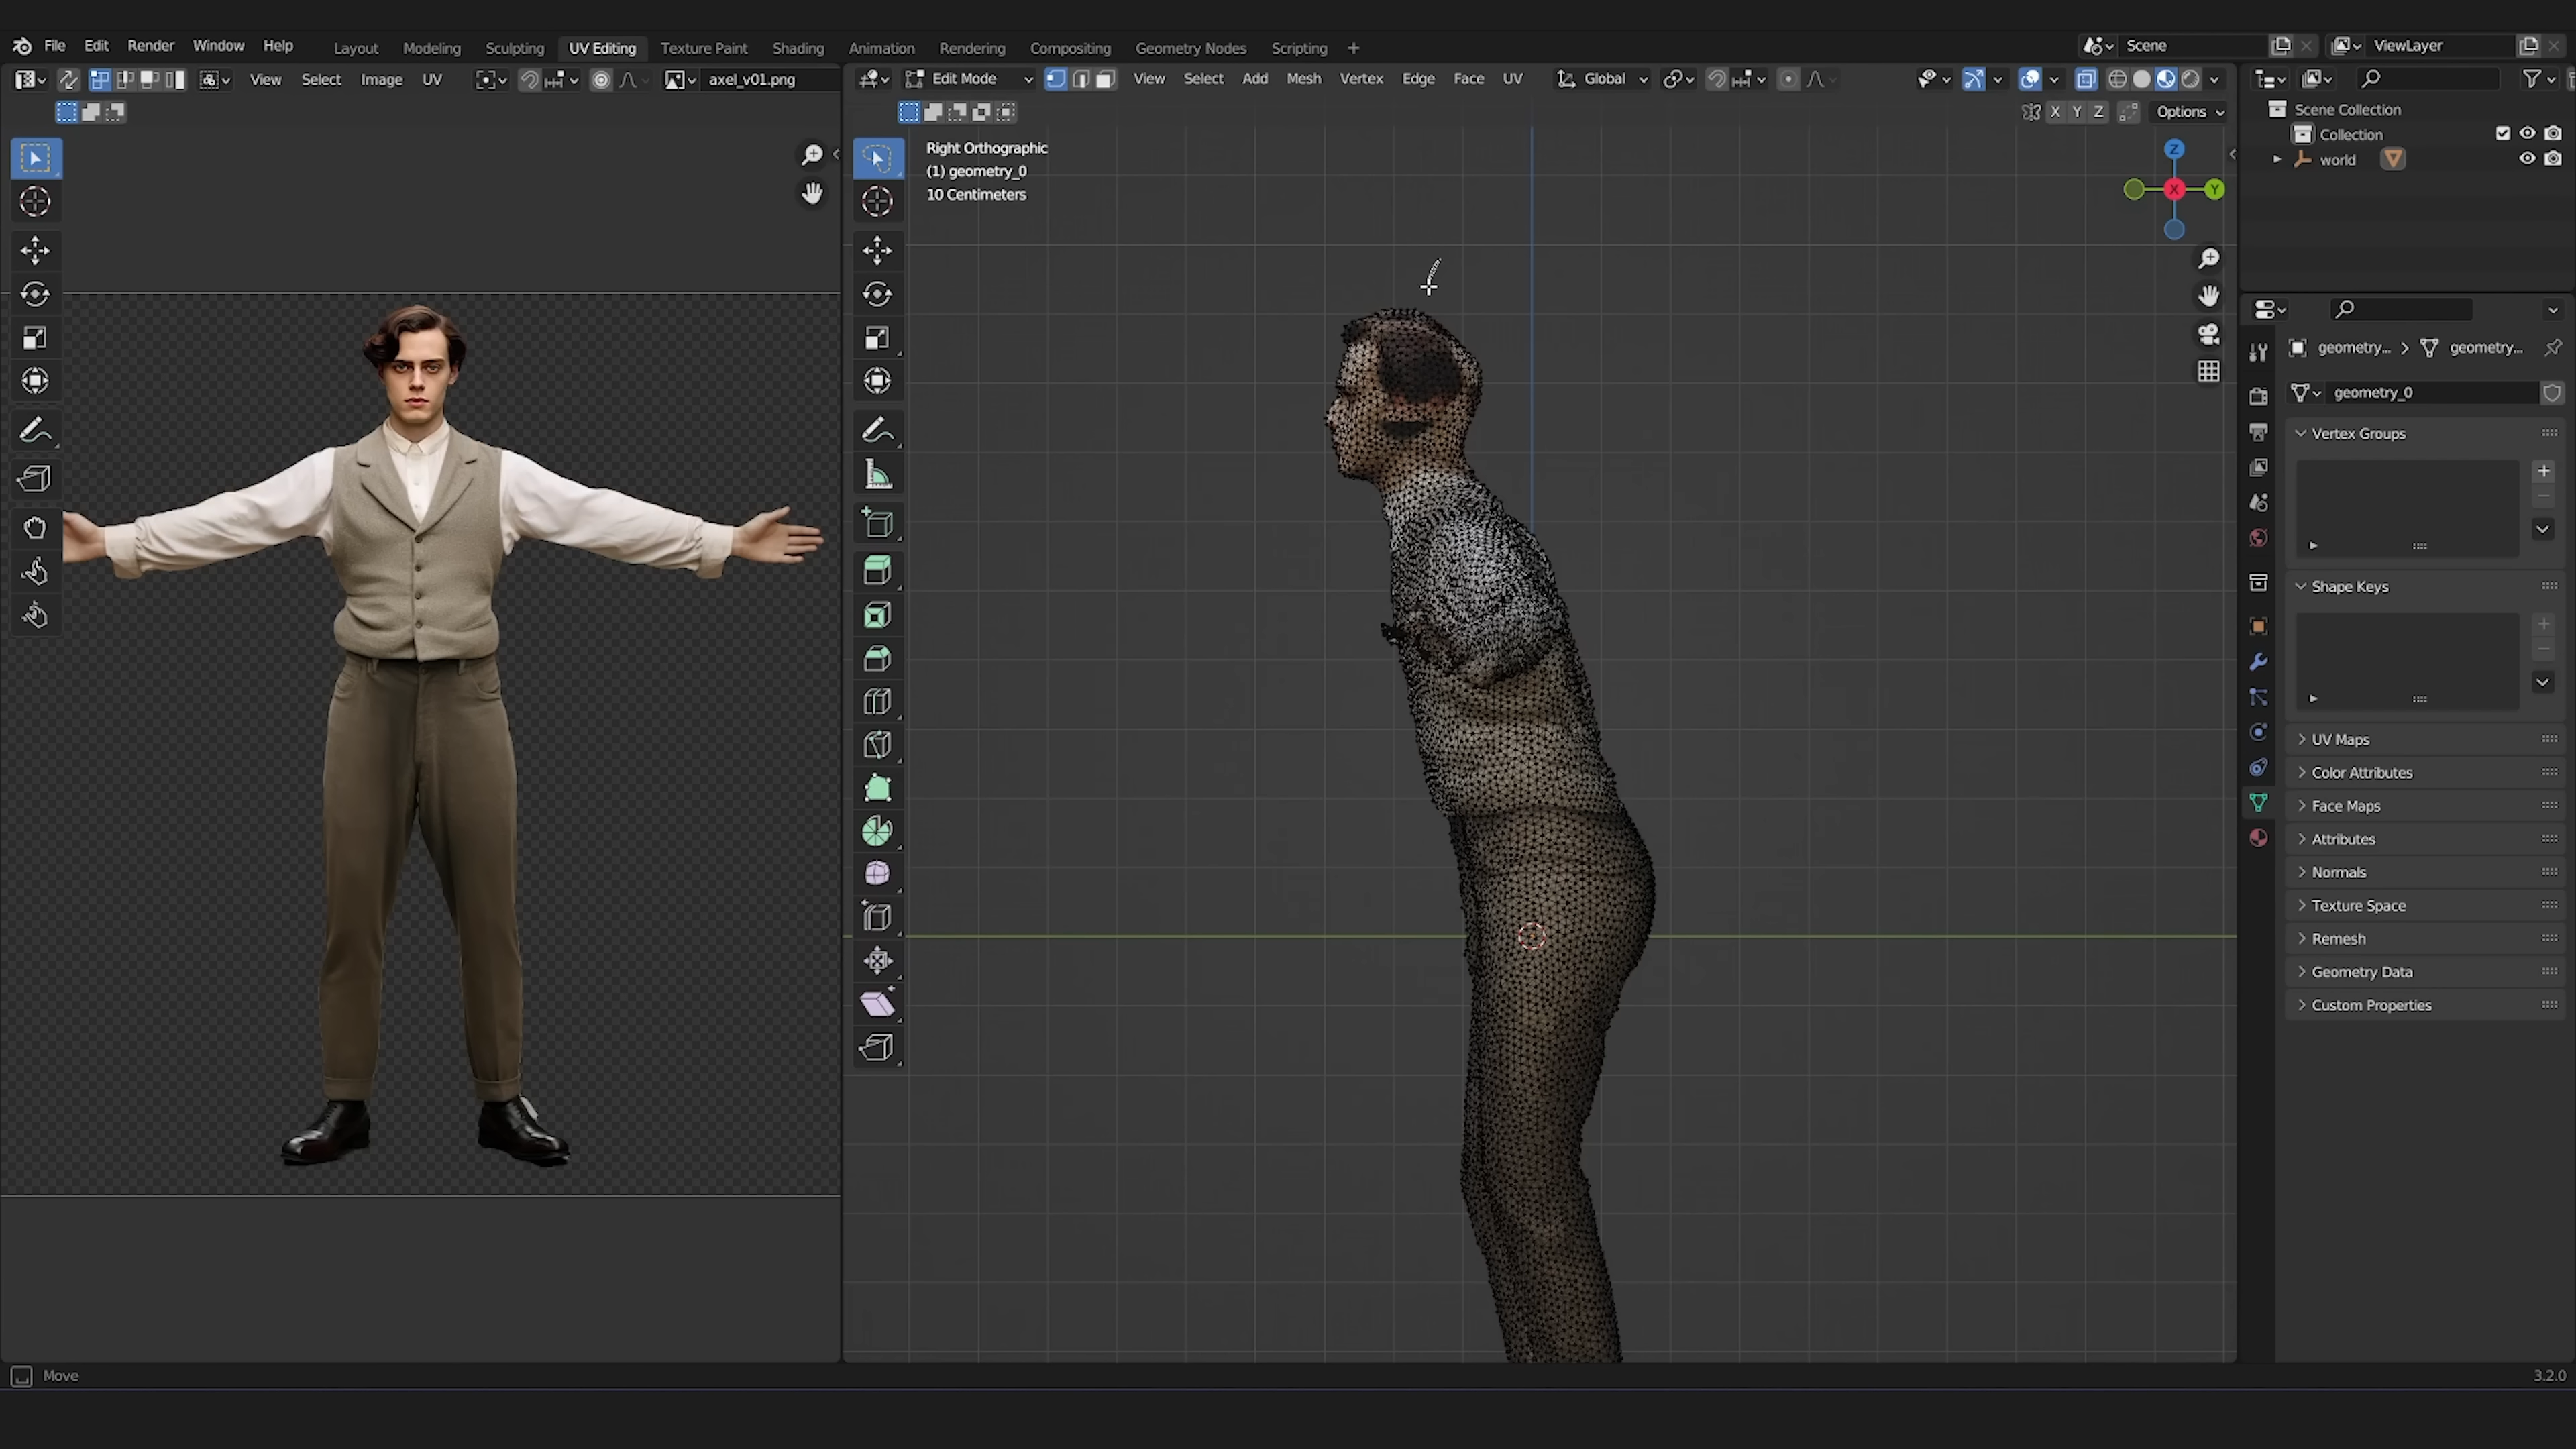 File Edit Render Window Help Layout Modeling Sculpting UV Editing Texture Paint Shading Animation Rendering Compositing Geometry Nodes Scripting + Scene ViewLayer
View Select Image UV axel_v01.png
Edit Mode View Select Add Mesh Vertex Edge Face UV Global
X Y Z Options
Right Orthographic
(1) geometry_0
10 Centimeters
Z
X Y
Scene Collection
Collection
world
geometry... > geometry...
geometry_0
Vertex Groups
Shape Keys
UV Maps
Color Attributes
Face Maps
Attributes
Normals
Texture Space
Remesh
Geometry Data
Custom Properties
Move
3.2.0